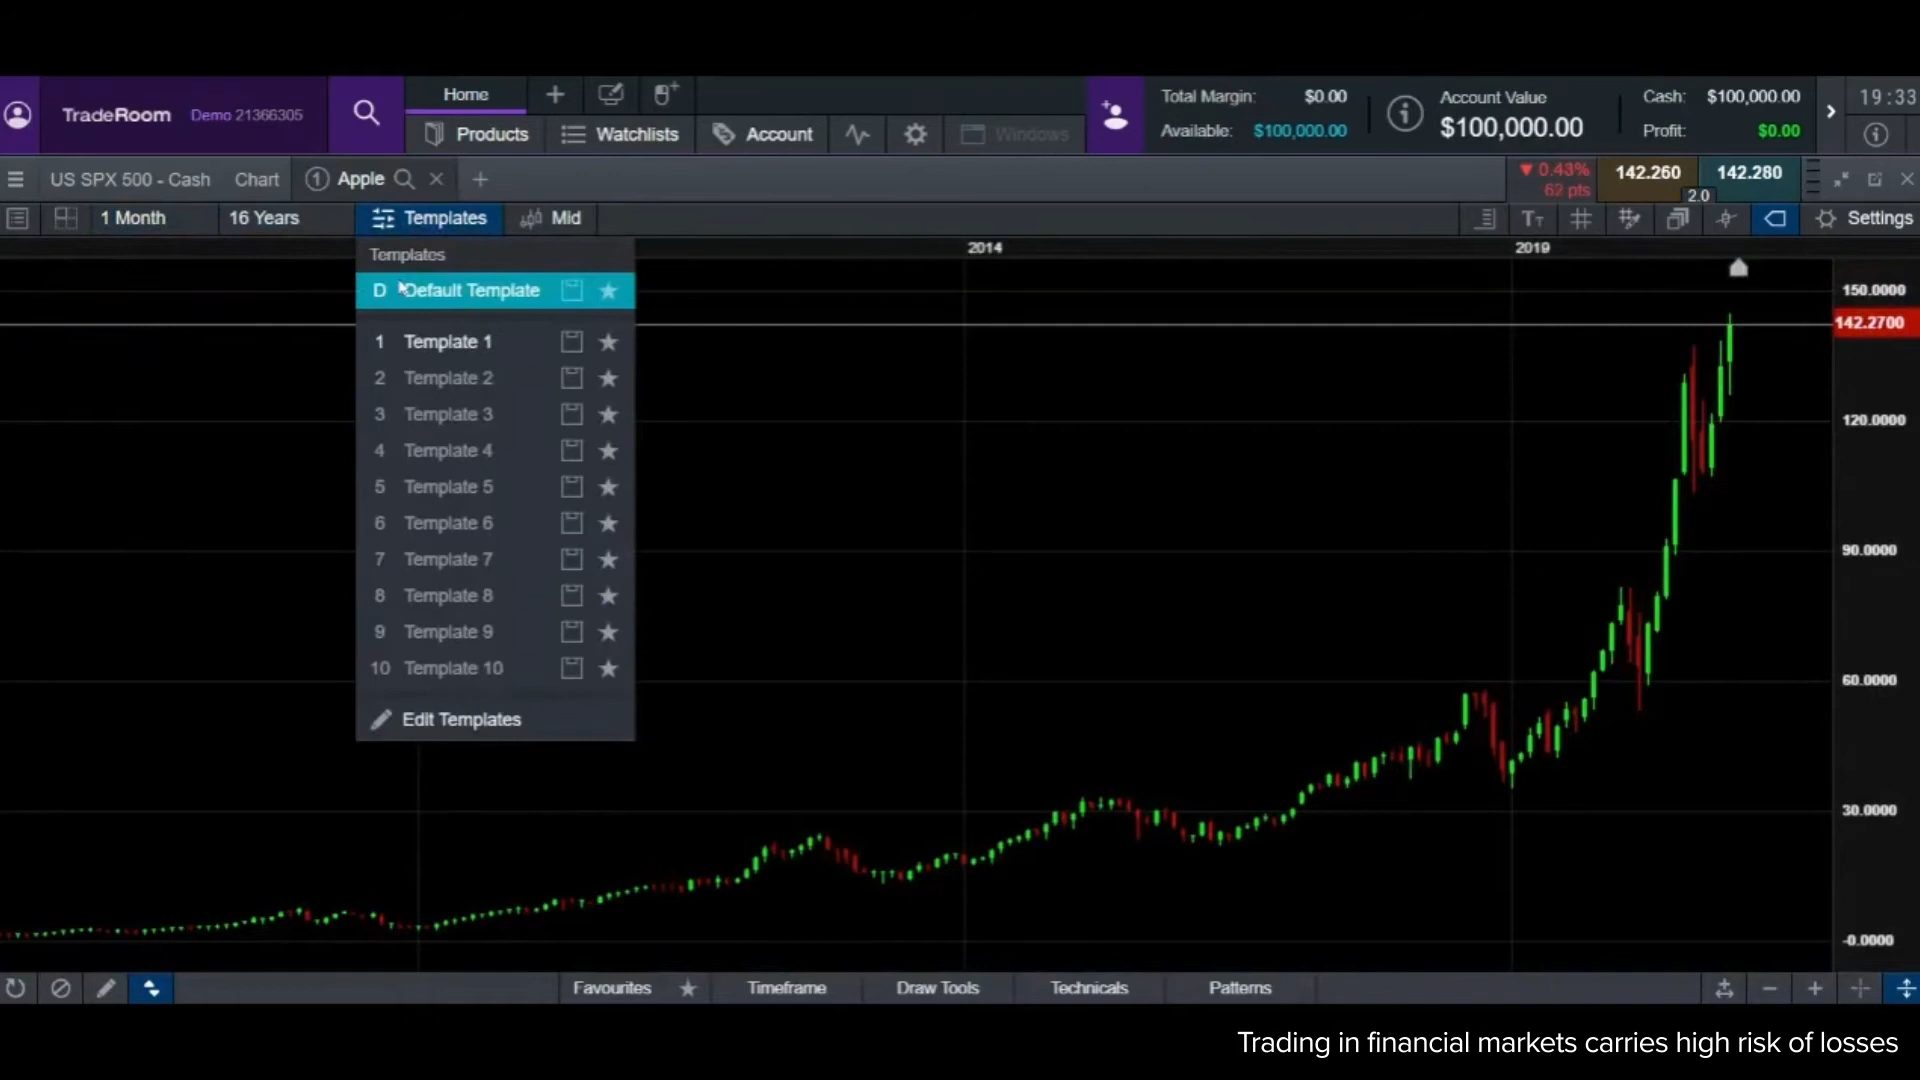 TradeRoom Demo 21366305
Home
Products
Watchlists
Account
Windows
Total Margin: $0.00
Available: $100,000.00
Account Value
$100,000.00
Cash: $100,000.00
Profit: $0.00
19:33
US SPX 500 - Cash
Chart
1 Apple
▼ 0.43%
62 pts
142.260
2.0
142.280
1 Month
16 Years
Templates
Mid
Tт
Settings
2014
2019
Templates
D Default Template
1 Template 1
2 Template 2
3 Template 3
4 Template 4
5 Template 5
6 Template 6
7 Template 7
8 Template 8
9 Template 9
10 Template 10
Edit Templates
150.0000
142.2700
120.0000
90.0000
60.0000
30.0000
-0.0000
Favourites
Timeframe
Draw Tools
Technicals
Patterns
Trading in financial markets carries high risk of losses